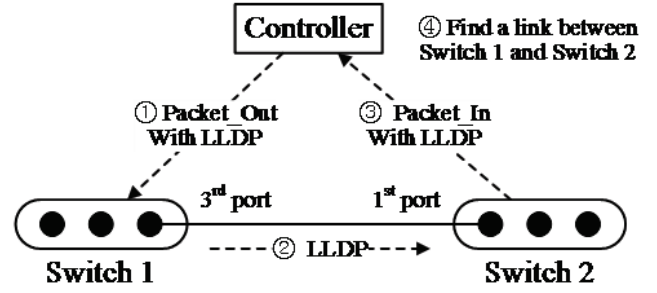 Controller
④ Find a link between
Switch 1 and Switch 2
① Packet_Out
With LLDP
③ Packet_In
With LLDP
3rd port
1st port
② LLDP
Switch 1
Switch 2